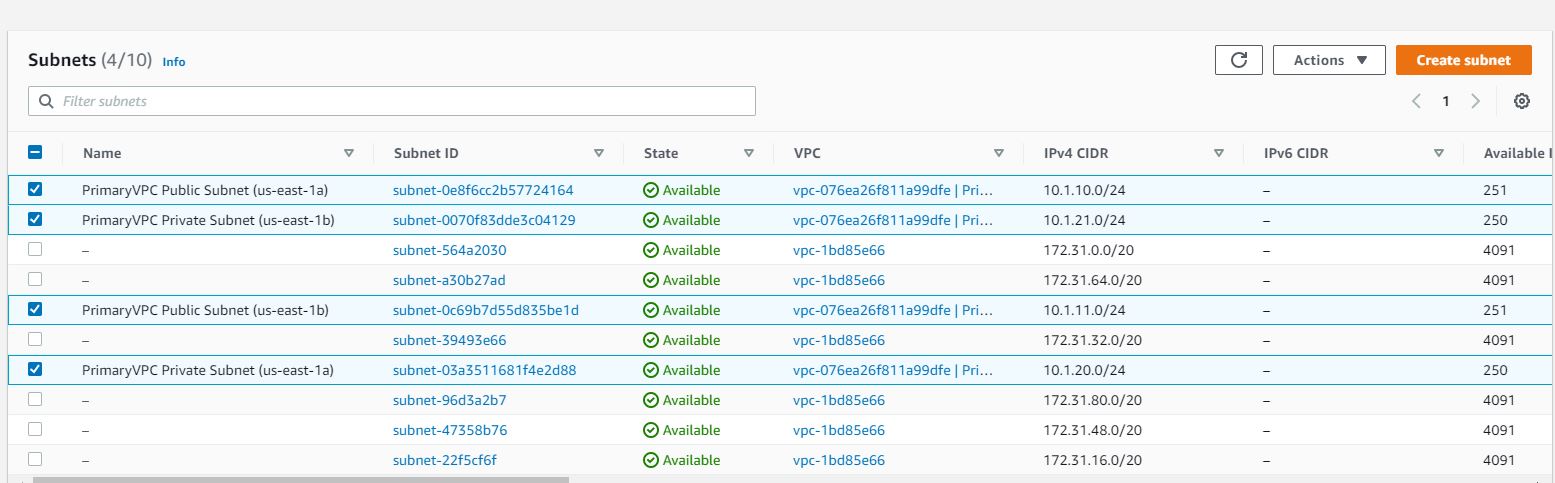 Subnets (4/10) Info
Actions
Create subnet
Filter subnets
1
Name Subnet ID State VPC IPv4 CIDR IPv6 CIDR Available I
PrimaryVPC Public Subnet (us-east-1a) subnet-0e8f6cc2b57724164 Available vpc-076ea26f811a99dfe | Pri... 10.1.10.0/24 – 251
PrimaryVPC Private Subnet (us-east-1b) subnet-0070f83dde3c04129 Available vpc-076ea26f811a99dfe | Pri... 10.1.21.0/24 – 250
– subnet-564a2030 Available vpc-1bd85e66 172.31.0.0/20 – 4091
– subnet-a30b27ad Available vpc-1bd85e66 172.31.64.0/20 – 4091
PrimaryVPC Public Subnet (us-east-1b) subnet-0c69b7d55d835be1d Available vpc-076ea26f811a99dfe | Pri... 10.1.11.0/24 – 251
– subnet-39493e66 Available vpc-1bd85e66 172.31.32.0/20 – 4091
PrimaryVPC Private Subnet (us-east-1a) subnet-03a3511681f4e2d88 Available vpc-076ea26f811a99dfe | Pri... 10.1.20.0/24 – 250
– subnet-96d3a2b7 Available vpc-1bd85e66 172.31.80.0/20 – 4091
– subnet-47358b76 Available vpc-1bd85e66 172.31.48.0/20 – 4091
– subnet-22f5cf6f Available vpc-1bd85e66 172.31.16.0/20 – 4091